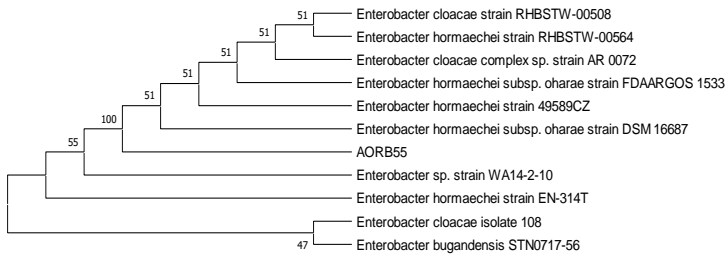 51
Enterobacter cloacae strain RHBSTW-00508
51
Enterobacter hormaechei strain RHBSTW-00564
51
Enterobacter cloacae complex sp. strain AR 0072
51
Enterobacter hormaechei subsp. oharae strain FDAARGOS 1533
51
Enterobacter hormaechei strain 49589CZ
100
Enterobacter hormaechei subsp. oharae strain DSM 16687
55
AORB55
Enterobacter sp. strain WA14-2-10
Enterobacter hormaechei strain EN-314T
Enterobacter cloacae isolate 108
47
Enterobacter bugandensis STN0717-56